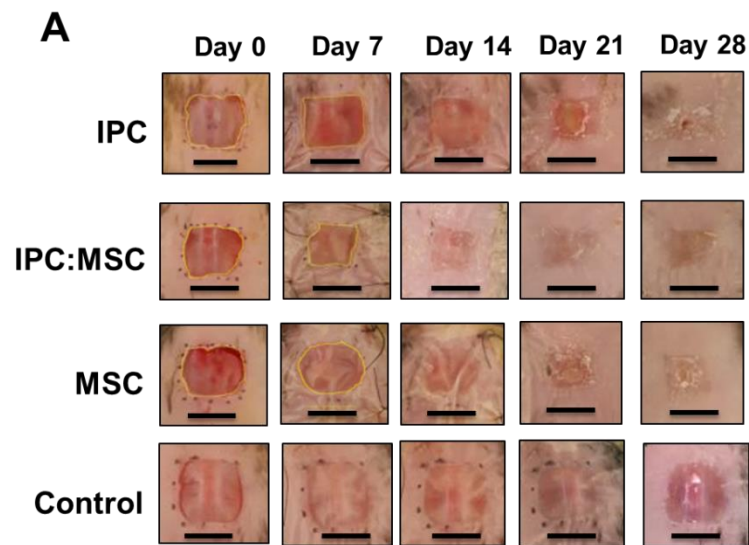 A
Day 0 Day 7 Day 14 Day 21 Day 28
IPC
IPC:MSC
MSC
Control